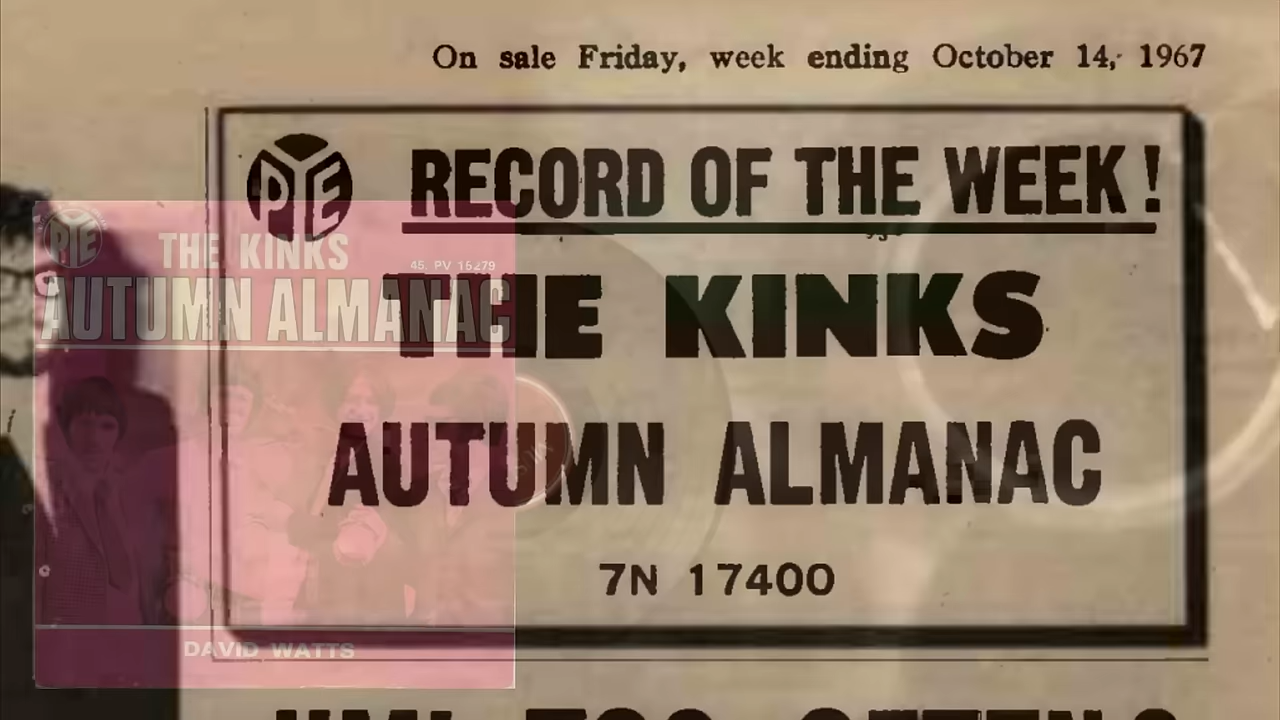 On sale Friday, week ending October 14, 1967
PYE
RECORD OF THE WEEK!
THE KINKS
AUTUMN ALMANAC
7N 17400
PYE
THE KINKS
45. PV 15279
AUTUMN ALMANAC
DAVID WATTS